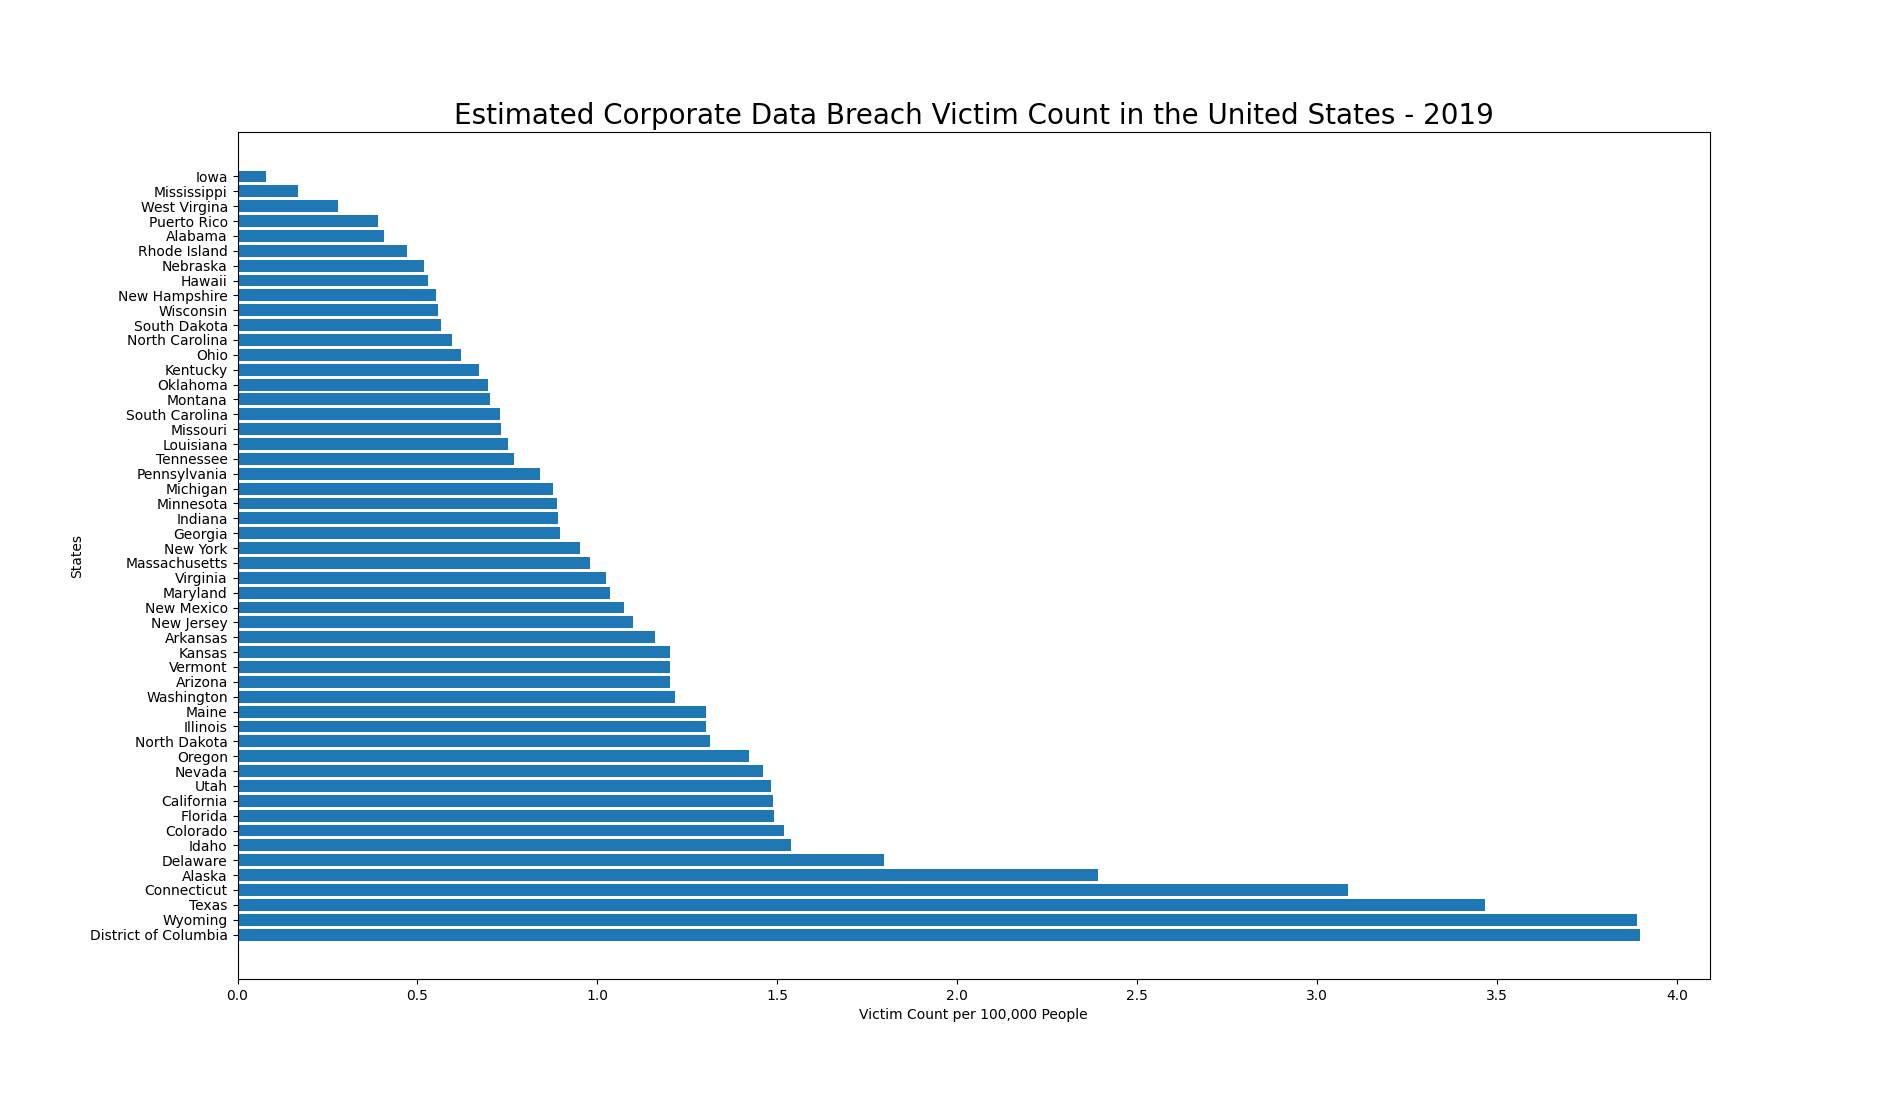 Estimated Corporate Data Breach Victim Count in the United States - 2019
Iowa
Mississippi
West Virgina
Puerto Rico
Alabama
Rhode Island
Nebraska
Hawaii
New Hampshire
Wisconsin
South Dakota
North Carolina
Ohio
Kentucky
Oklahoma
Montana
South Carolina
Missouri
Louisiana
Tennessee
Pennsylvania
Michigan
Minnesota
Indiana
Georgia
New York
Massachusetts
Virginia
Maryland
New Mexico
New Jersey
Arkansas
Kansas
Vermont
Arizona
Washington
Maine
Illinois
North Dakota
Oregon
Nevada
Utah
California
Florida
Colorado
Idaho
Delaware
Alaska
Connecticut
Texas
Wyoming
District of Columbia
States
0.0 0.5 1.0 1.5 2.0 2.5 3.0 3.5 4.0
Victim Count per 100,000 People